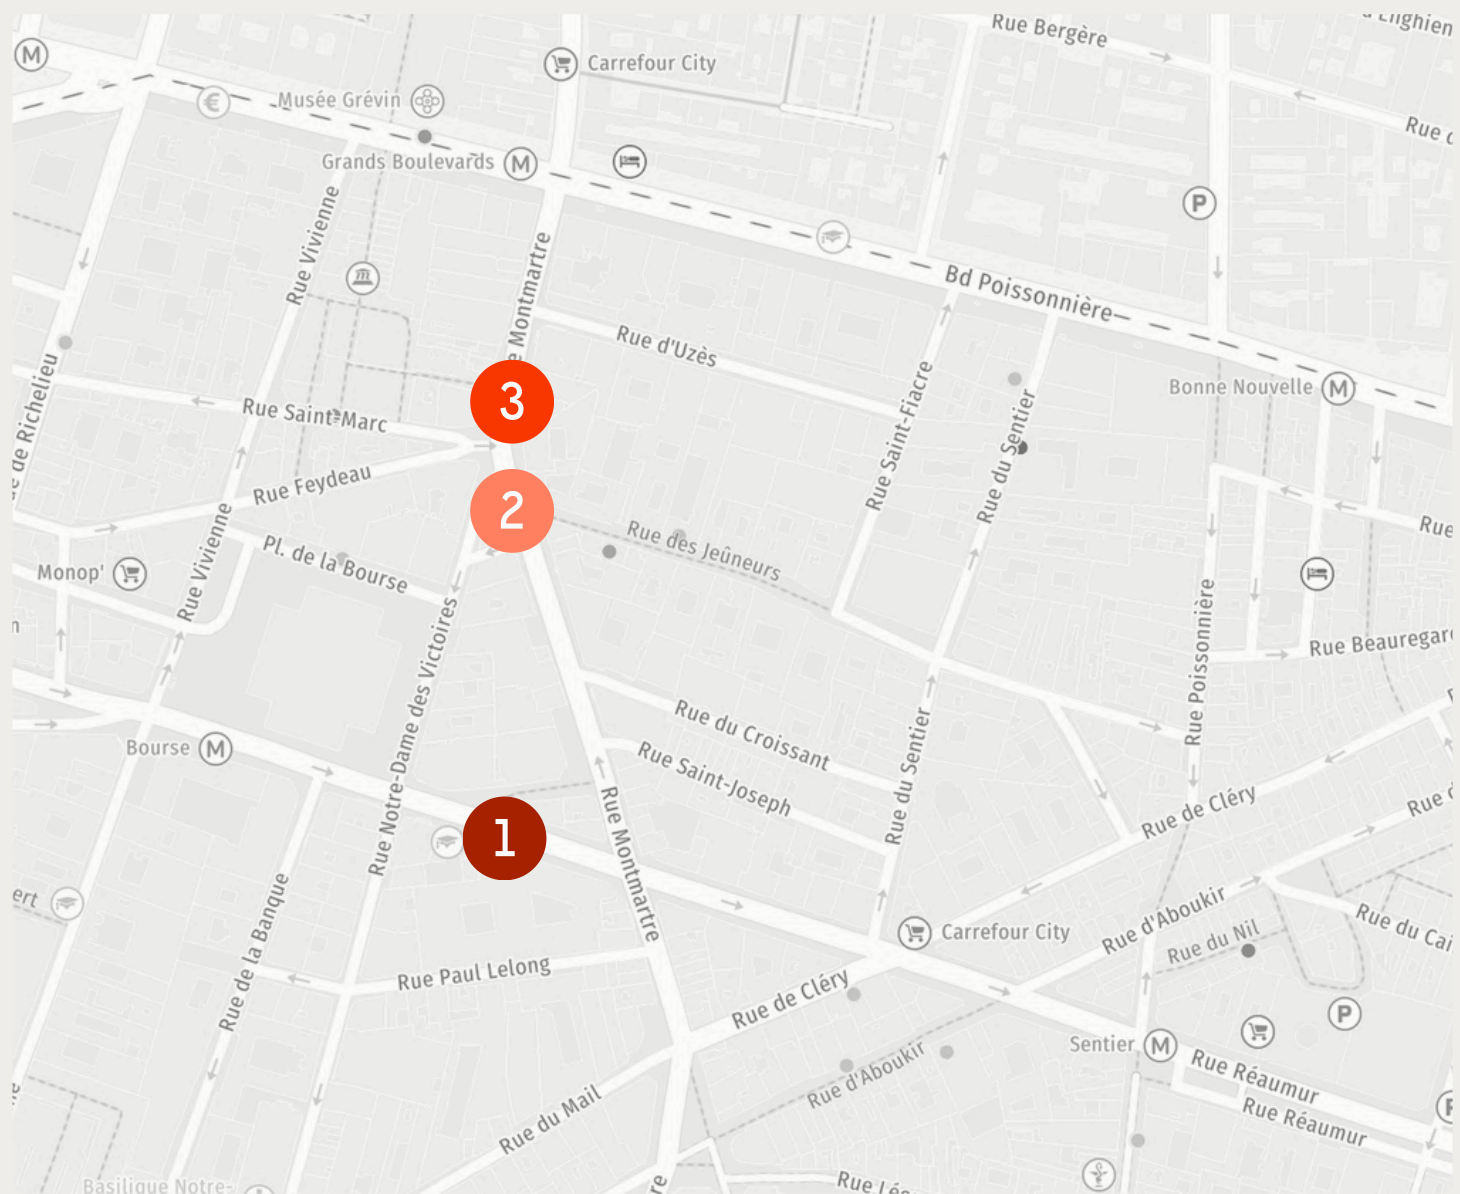 Rue Bergère
d'Enghien
M
Carrefour City
Musée Grévin
€
Grands Boulevards M
P
Rue Vivienne
Montmartre
Bd Poissonnière
Rue d'Uzès
Bonne Nouvelle M
de Richelieu
3
Rue Saint-Marc
Rue Saint-Fiacre
Rue du Sentier
Rue Feydeau
2
Rue
Rue des Jeûneurs
Pl. de la Bourse
Monop'
Rue Vivienne
Rue Poissonnière
Rue Beauregard
Rue Notre-Dame des Victoires
Rue du Croissant
Bourse M
Rue Saint-Joseph
Rue du Sentier
Rue de Cléry
1
Rue Montmartre
Rue de la Banque
Carrefour City
Rue d'Aboukir
Rue du Nil
Rue du Cai
Rue Paul Lelong
Rue de Cléry
P
Sentier M
Rue d'Aboukir
Rue Réaumur
Rue Réaumur
Rue du Mail
Basilique Notre-